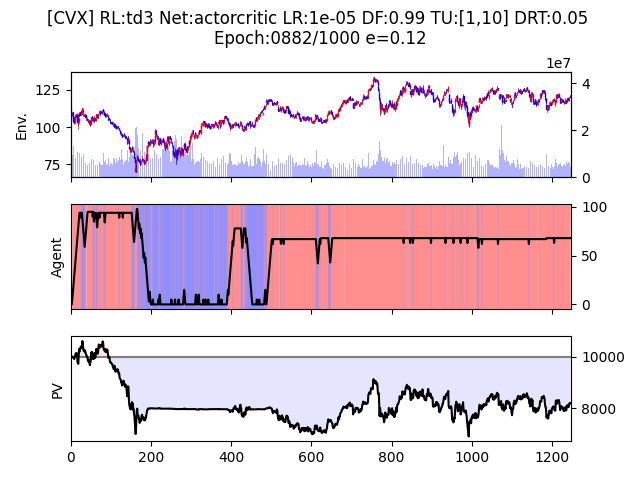 [CVX] RL:td3 Net:actorcritic LR:1e-05 DF:0.99 TU:[1,10] DRT:0.05
Epoch:0882/1000 e=0.12
1e7
125
100
75
Env.
4
2
0
Agent
100
50
0
PV
10000
8000
0 200 400 600 800 1000 1200